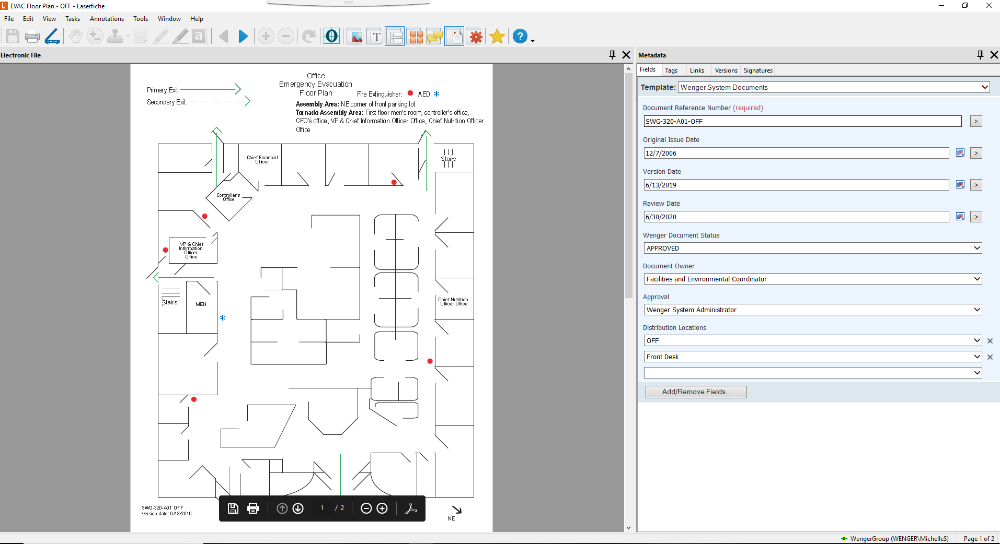 EVAC Floor Plan - OFF - Laserfiche
File Edit View Tasks Annotations Tools Window Help
Electronic File
Office
Emergency Evacuation
Floor Plan
Primary Exit:
Secondary Exit:
Fire Extinguisher: AED: *
Assembly Area: NE corner of front parking lot
Tornado Assembly Area: First floor men's room, controller's office,
CFO's office, VP & Chief Information Officer Office, Chief Nutrition Officer
Office
Chief Financial
Officer
Stairs
Controller's
Office
VP & Chief
Information
Officer
Office
Stairs
MEN
*
Chief Nutrition
Officer Office
SWG-320-A01 OFF
Version date: 6/13/2019
1 / 2
NE
Metadata
Fields Tags Links Versions Signatures
Template: Wenger System Documents
Document Reference Number (required)
SWG-320-A01-OFF
>
Original Issue Date
12/7/2006
>
Version Date
6/13/2019
>
Review Date
6/30/2020
>
Wenger Document Status
APPROVED
Document Owner
Facilities and Environmental Coordinator
Approval
Wenger System Administrator
Distribution Locations
OFF
Front Desk
Add/Remove Fields...
WengerGroup (WENGER\MichelleS) Page 1 of 2